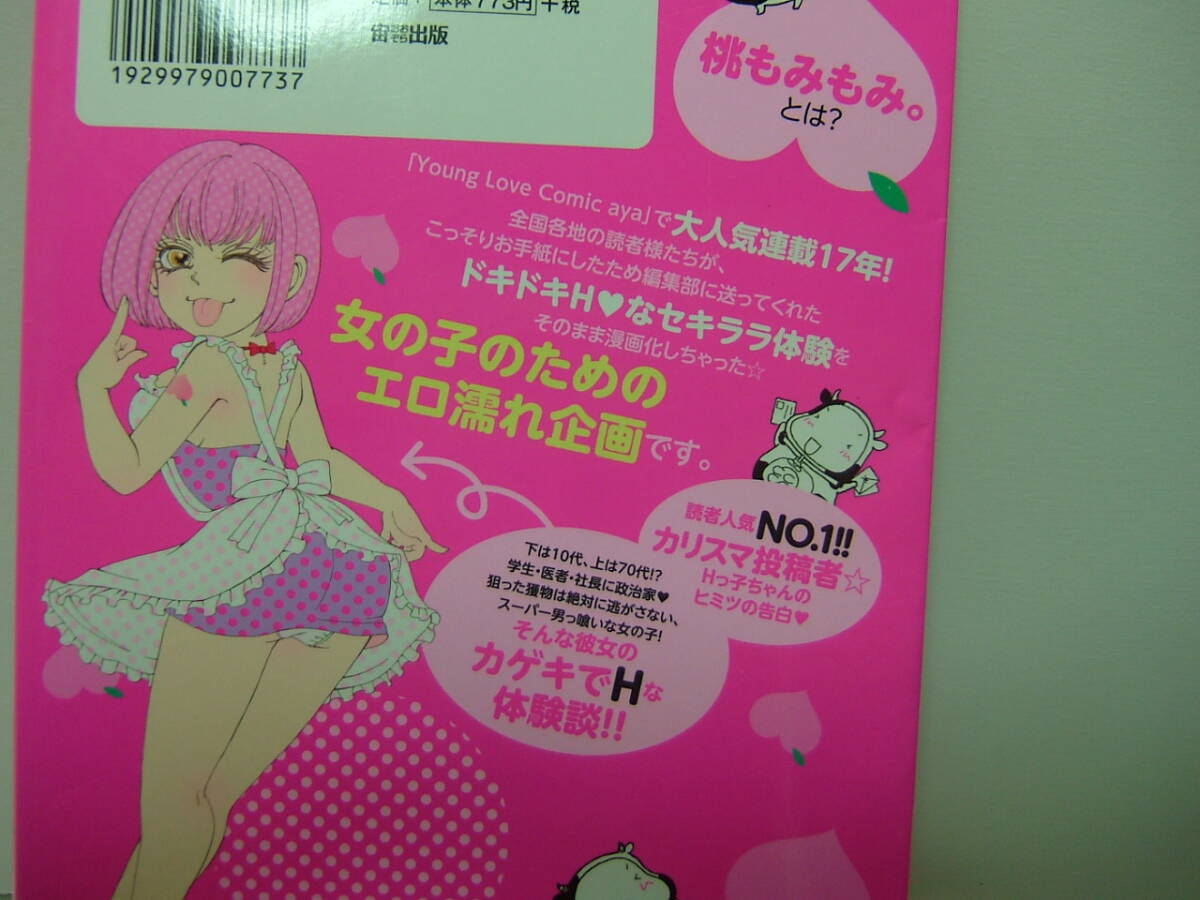 定価：本体773円+税
宙出版
おおぞら
1929979007737
桃もみもみ。
とは?
「Young Love Comic aya」で大人気連載17年!
全国各地の読者様たちが、
こっそりお手紙にしたため編集部に送ってくれた
ドキドキH♥なセキララ体験を
そのまま漫画化しちゃった☆
女の子のための
エロ濡れ企画です。
読者人気NO.1!!
カリスマ投稿者☆
Hっ子ちゃんの
ヒミツの告白♥
下は10代、上は70代!?
学生・医者・社長に政治家♥
狙った獲物は絶対に逃がさない、
スーパー男っ喰いな女の子!
そんな彼女の
カゲキでHな
体験談!!